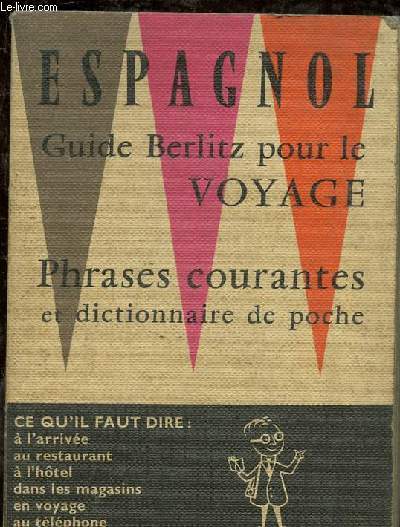 Le-livre.com
ESPAGNOL
Guide Berlitz pour le
VOYAGE
Phrases courantes
et dictionnaire de poche
CE QU'IL FAUT DIRE :
à l'arrivée
au restaurant
à l'hôtel
dans les magasins
en voyage
au téléphone